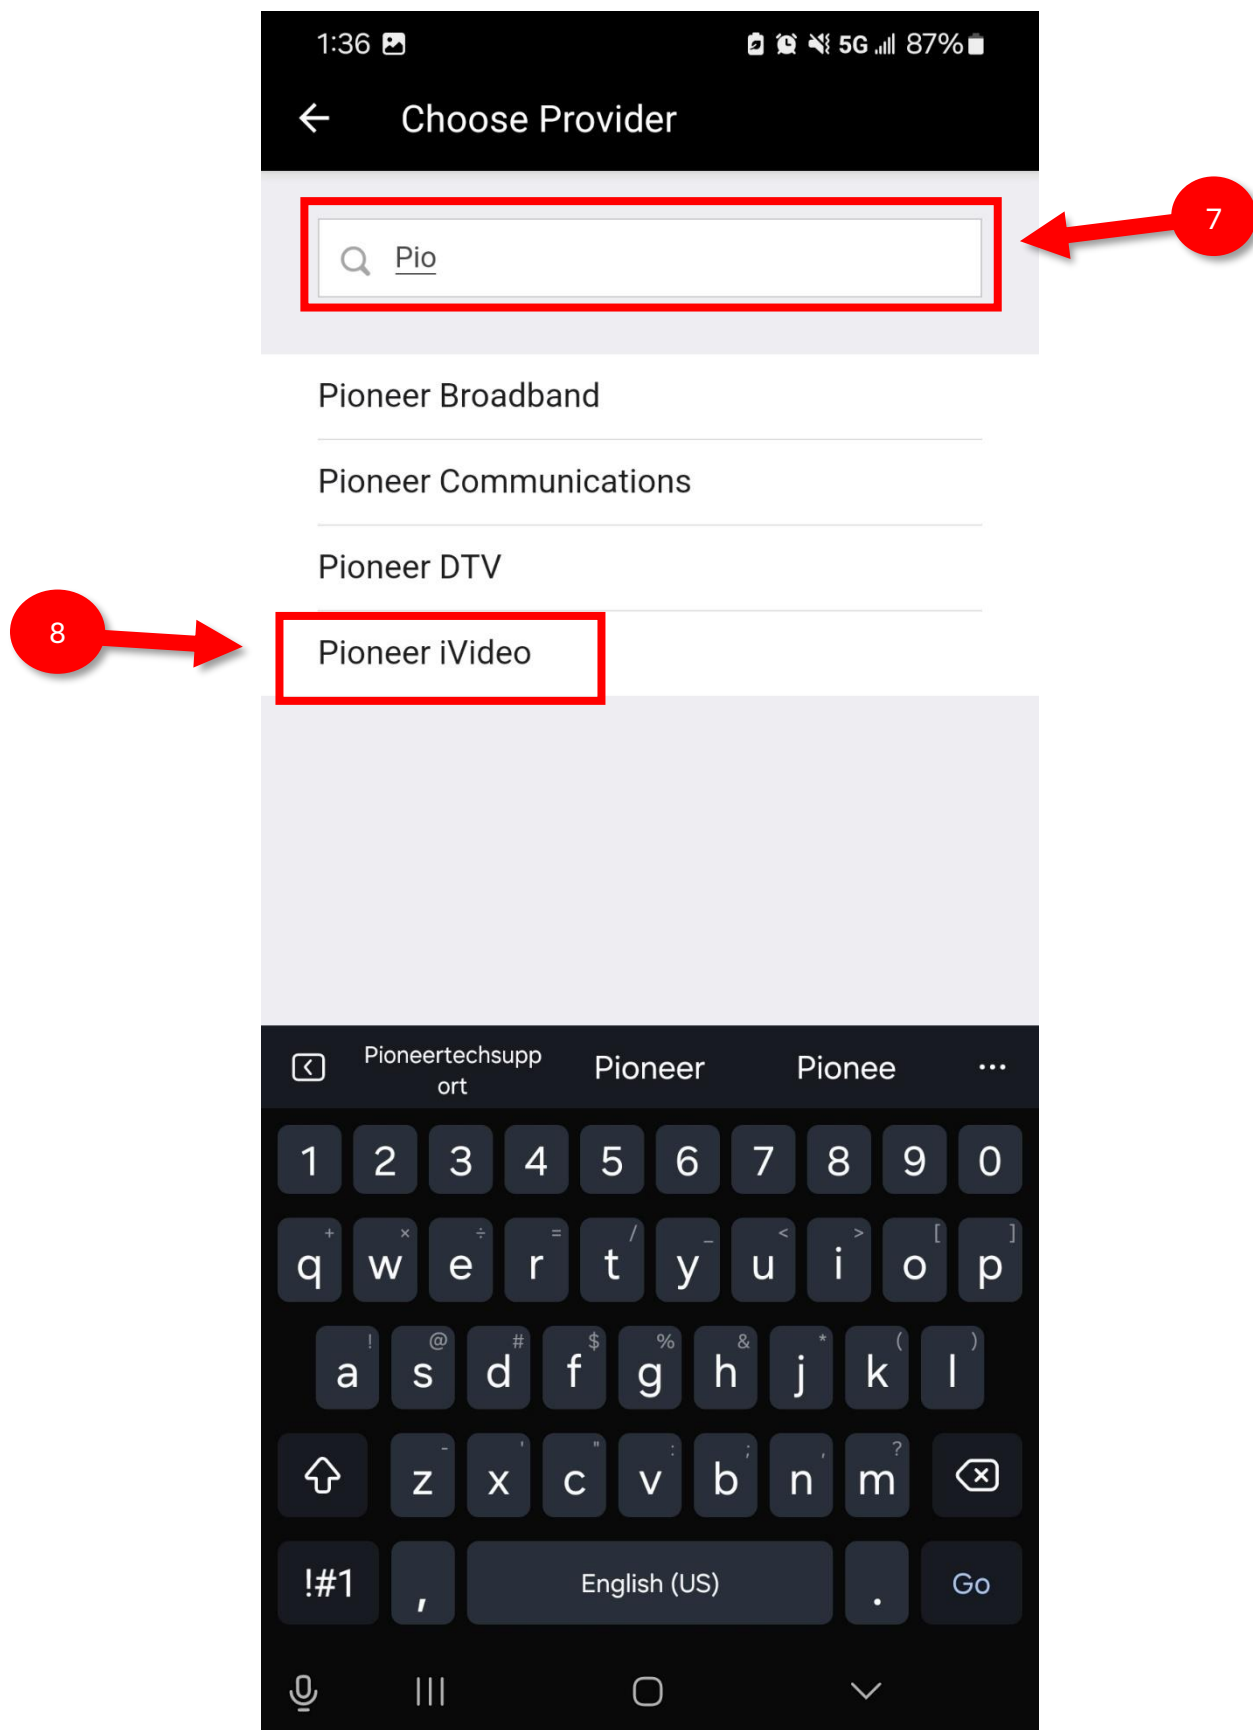 1:36 5G 87%
Choose Provider
7
Pio
Pioneer Broadband
Pioneer Communications
Pioneer DTV
8
Pioneer iVideo
Pioneertechsupp
ort
Pioneer
Pionee
...
1 2 3 4 5 6 7 8 9 0
+ × ÷ = / _ < > [ ]
q w e r t y u i o p
! @ # $ % & * ( )
a s d f g h j k l
- ' " : ; , ?
z x c v b n m
!#1 , English (US) . Go